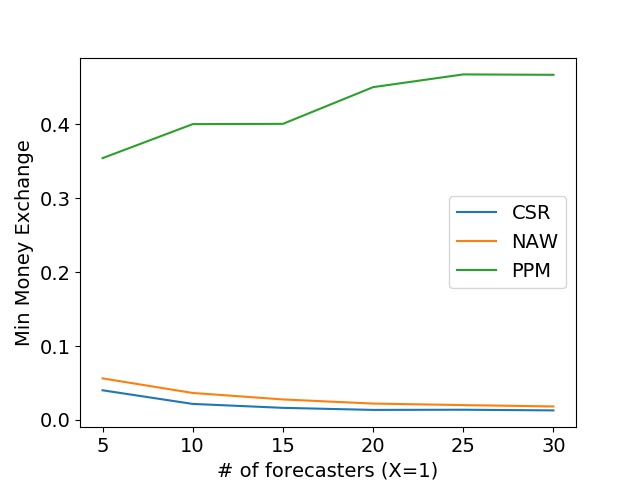 0.4
0.3
0.2
0.1
0.0
Min Money Exchange
CSR
NAW
PPM
5 10 15 20 25 30
# of forecasters (X=1)